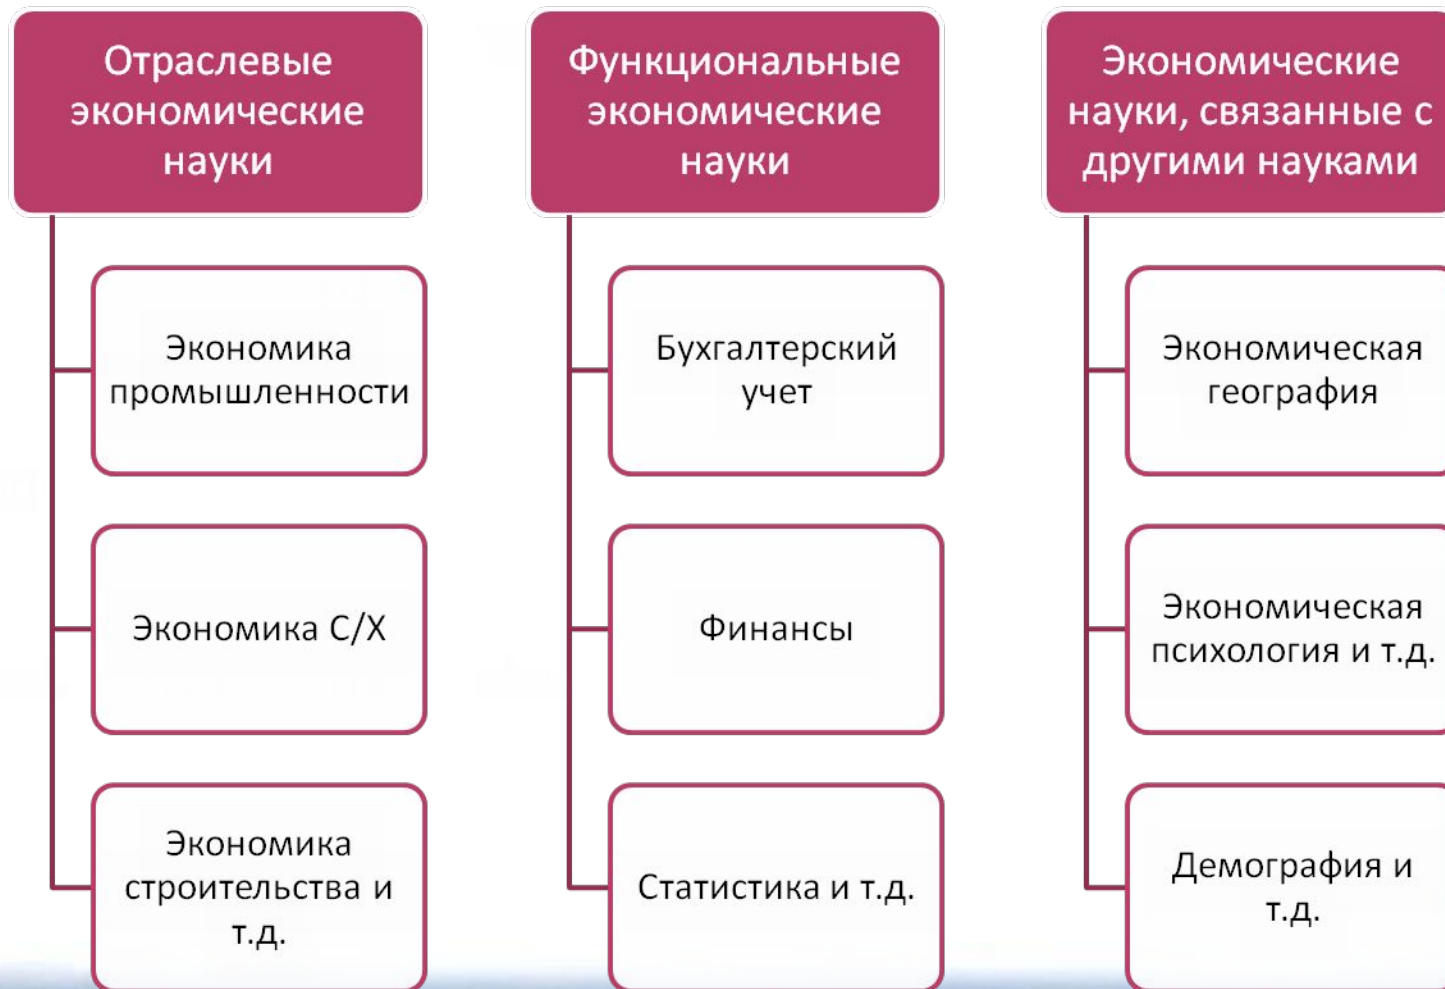 Отраслевые
экономические
науки
Экономика
промышленности
Экономика С/Х
Экономика
строительства и
т.д.
Функциональные
экономические
науки
Бухгалтерский
учет
Финансы
Статистика и т.д.
Экономические
науки, связанные с
другими науками
Экономическая
география
Экономическая
психология и т.д.
Демография и
т.д.